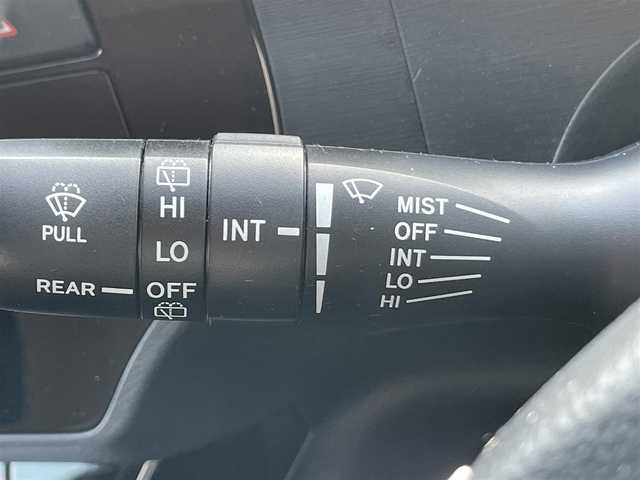 PULL
REAR
HI
LO
OFF
INT
MIST
OFF
INT
LO
HI